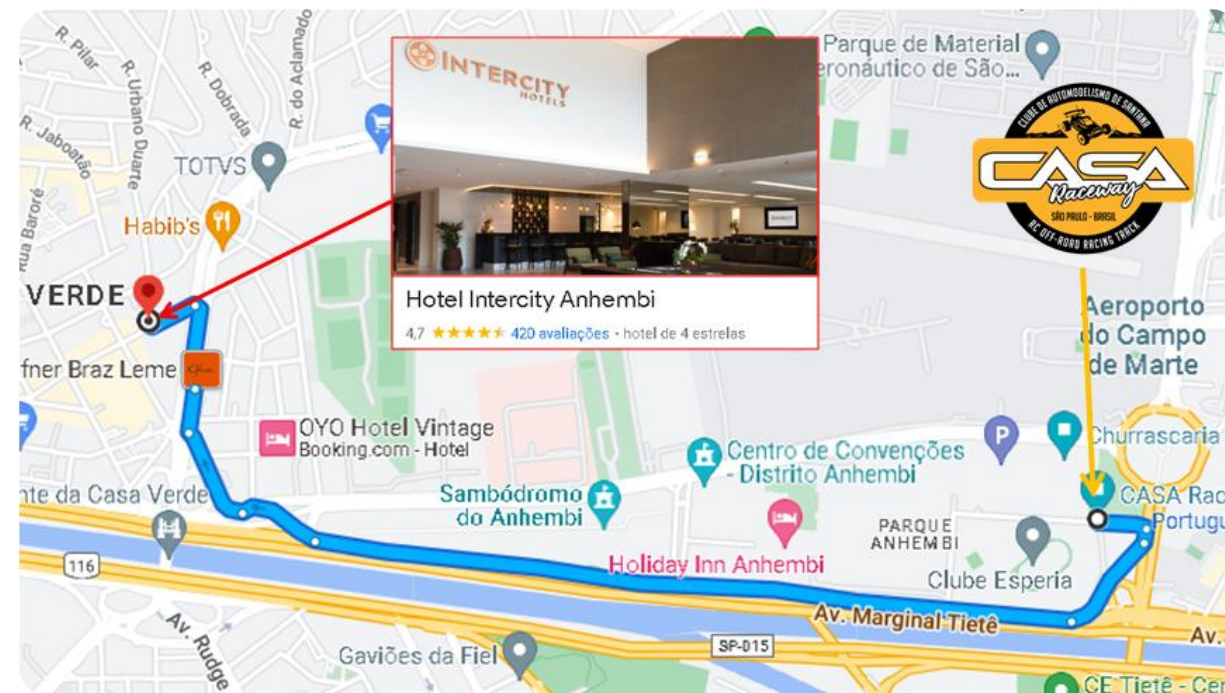 R. Pilar
R. Urbano Duarte
R. Dobrada
R. do Aclamado
R. Jaboatão
Rua Baroré
TOTVS
Habib's
VERDE
fner Braz Leme
INTERCITY
HOTELS
Hotel Intercity Anhembi
4,7 420 avaliações · hotel de 4 estrelas
Parque de Material
eronáutico de São...
CLUBE DE AUTOMODELISMO DE SANTANA
CASA
Raceway
SÃO PAULO - BRASIL
RC OFF-ROAD RACING TRACK
Aeroporto
do Campo
de Marte
OYO Hotel Vintage
Booking.com - Hotel
P
Churrascaria
Centro de Convenções
- Distrito Anhembi
nte da Casa Verde
Sambódromo
do Anhembi
CASA Rac
Portugu
PARQUE
ANHEMBI
Holiday Inn Anhembi
Clube Esperia
116
Av. Marginal Tietê
Av.
SP-015
Av. Rudge
Gaviões da Fiel
CE Tietê - Cer